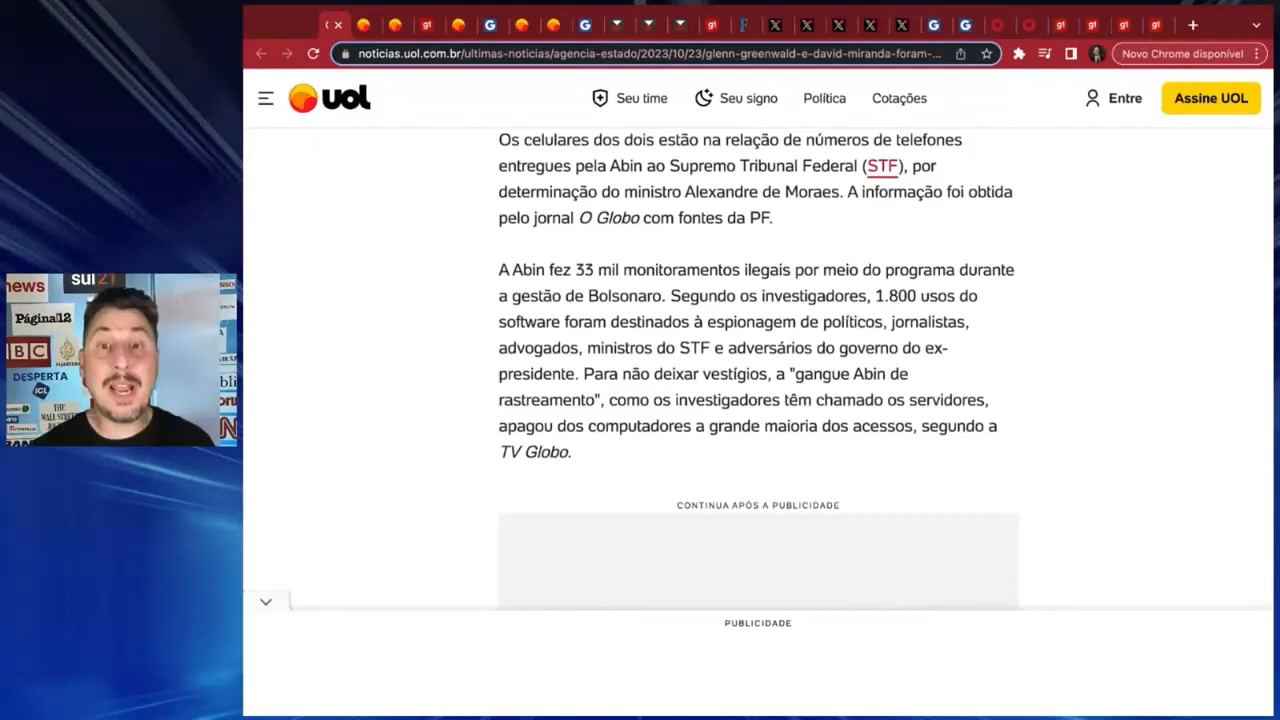 noticias.uol.com.br/ultimas-noticias/agencia-estado/2023/10/23/glenn-greenwald-e-david-miranda-foram-...
Novo Chrome disponível
UOL
Seu time
Seu signo
Política
Cotações
Entre
Assine UOL
Os celulares dos dois estão na relação de números de telefones
entregues pela Abin ao Supremo Tribunal Federal (STF), por
determinação do ministro Alexandre de Moraes. A informação foi obtida
pelo jornal O Globo com fontes da PF.
A Abin fez 33 mil monitoramentos ilegais por meio do programa durante
a gestão de Bolsonaro. Segundo os investigadores, 1.800 usos do
software foram destinados à espionagem de políticos, jornalistas,
advogados, ministros do STF e adversários do governo do ex-
presidente. Para não deixar vestígios, a "gangue Abin de
rastreamento", como os investigadores têm chamado os servidores,
apagou dos computadores a grande maioria dos acessos, segundo a
TV Globo.
CONTINUA APÓS A PUBLICIDADE
PUBLICIDADE
news
sul21
Página12
BC
DESPERTA
ICL
THE
WALL STREET